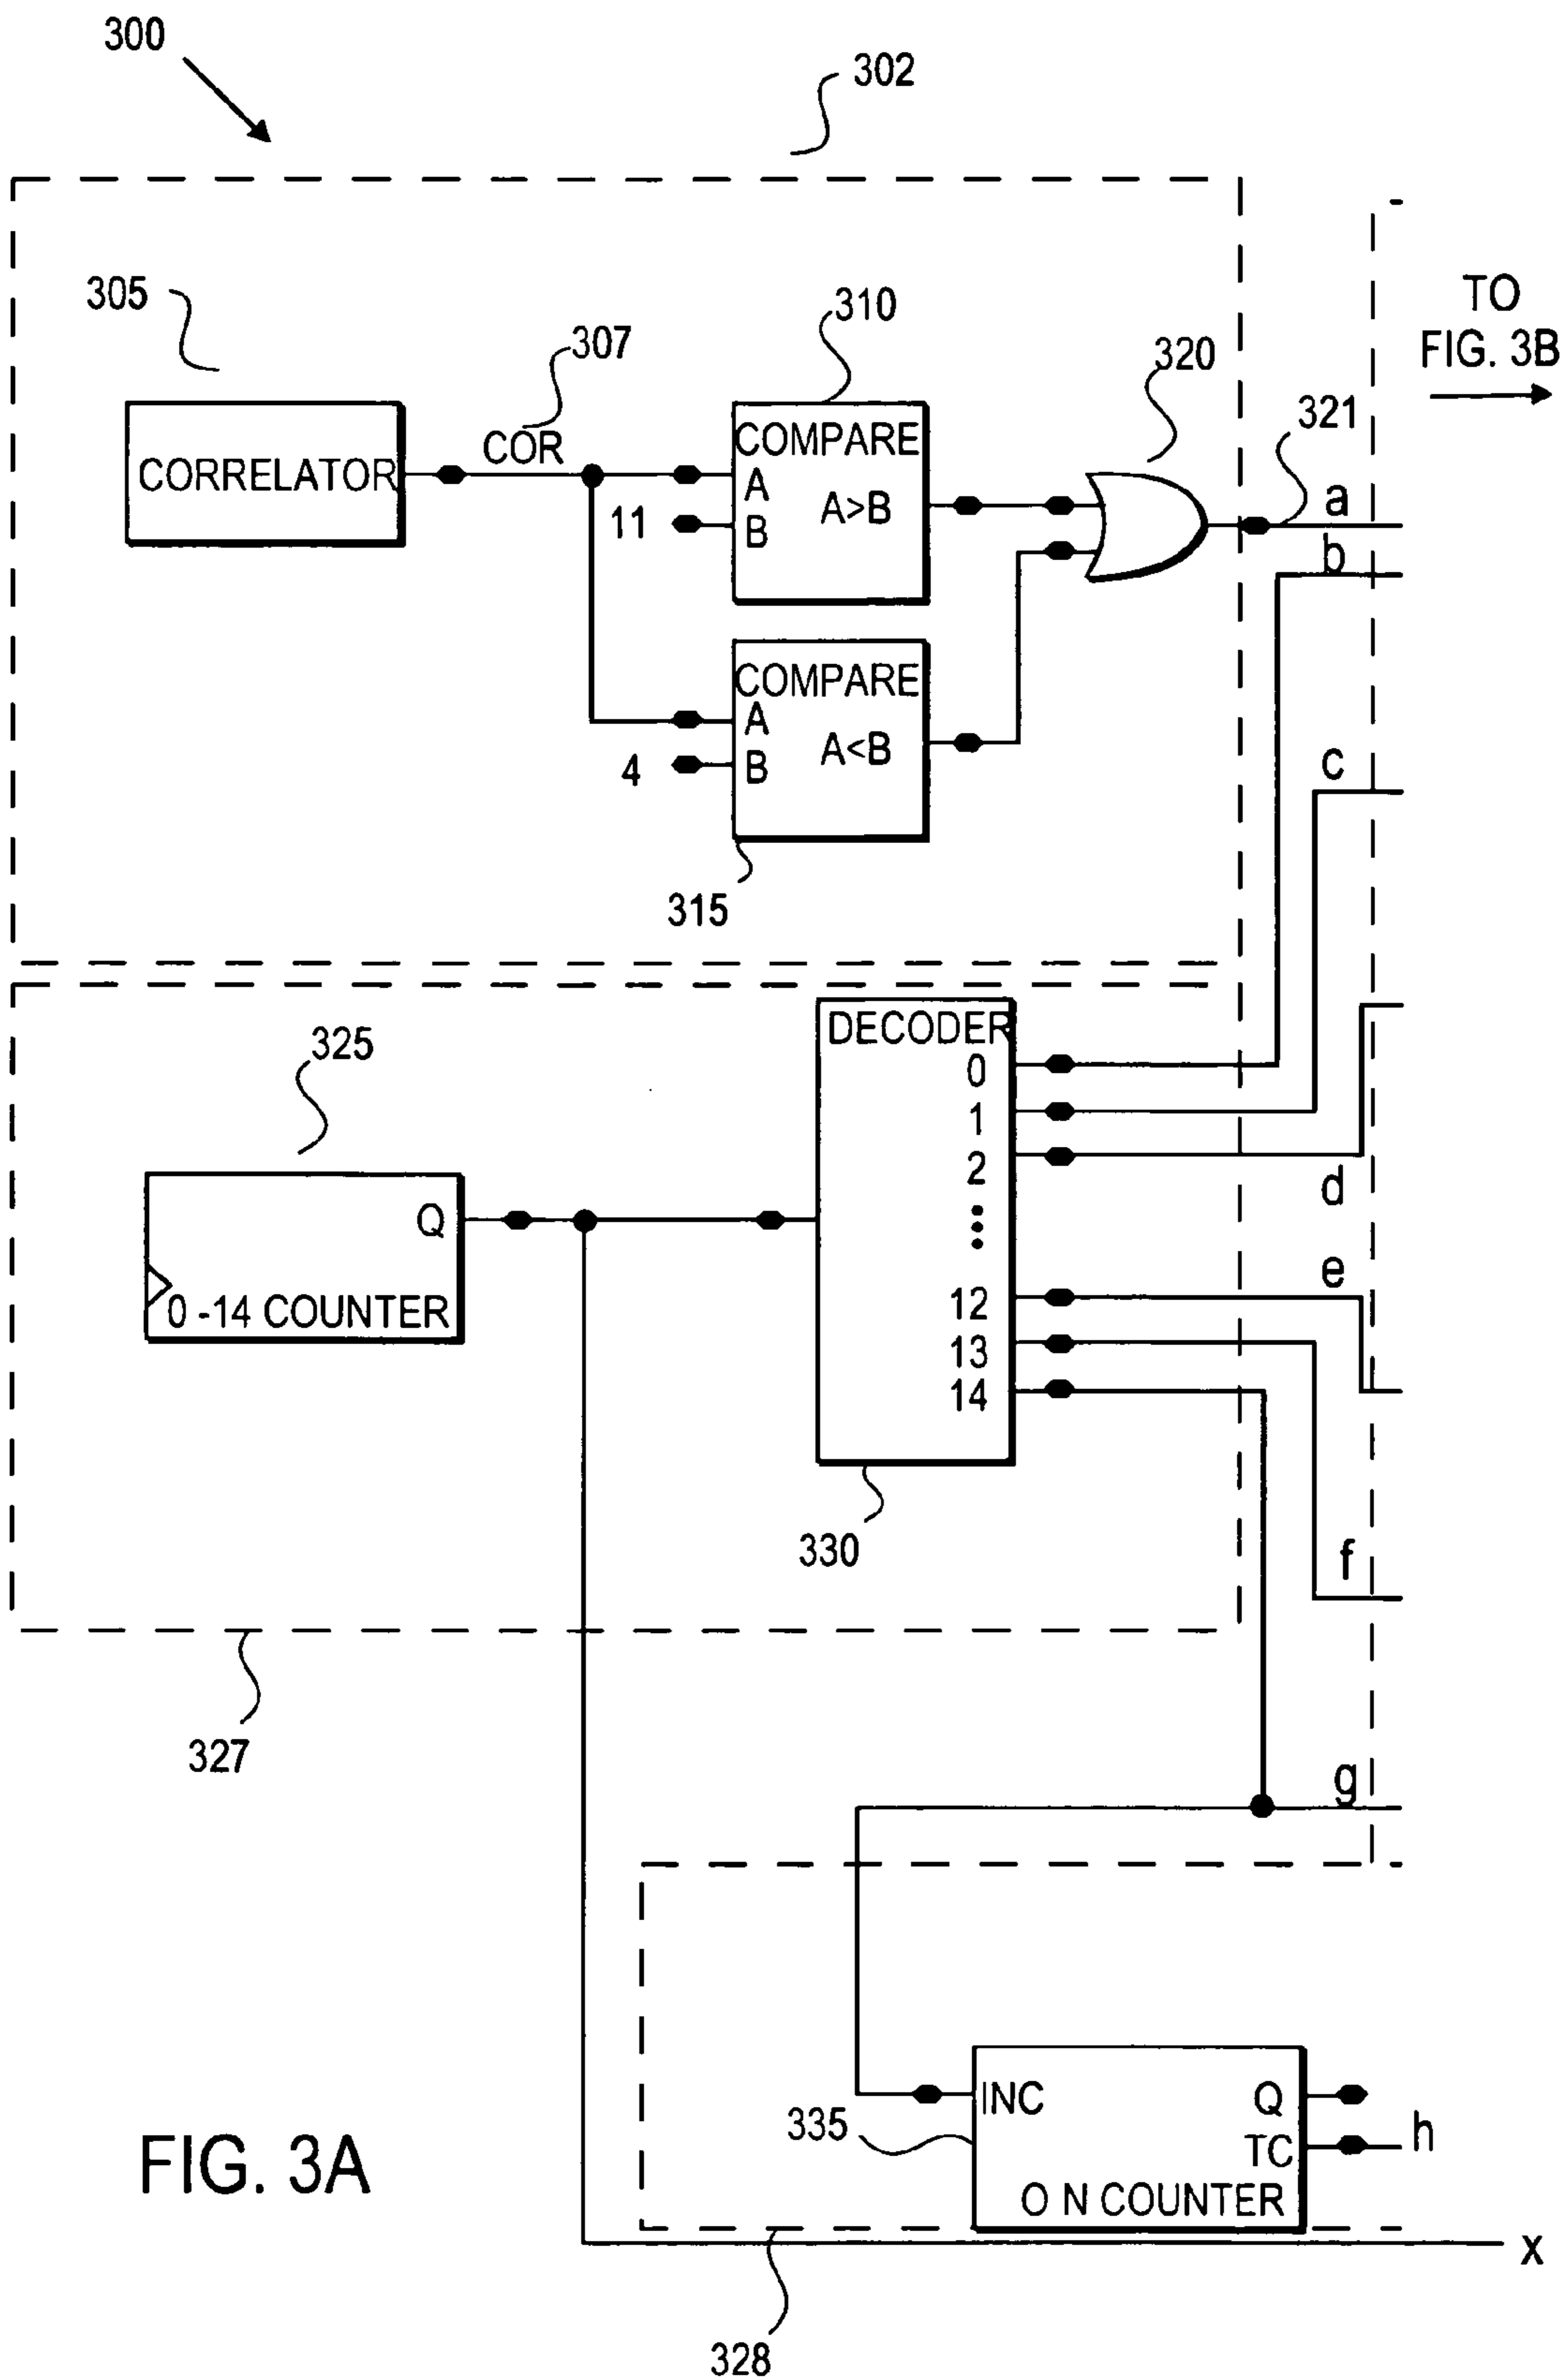 300
302
305
307
310
320
TO
FIG. 3B
321
CORRELATOR
COR
COMPARE
A
A>B
11
B
a
b
COMPARE
A
A<B
4
B
c
315
325
DECODER
0
1
2
d
Q
0 -14 COUNTER
e
12
13
14
330
f
327
g
335
INC
Q
TC
O N COUNTER
h
FIG. 3A
x
328